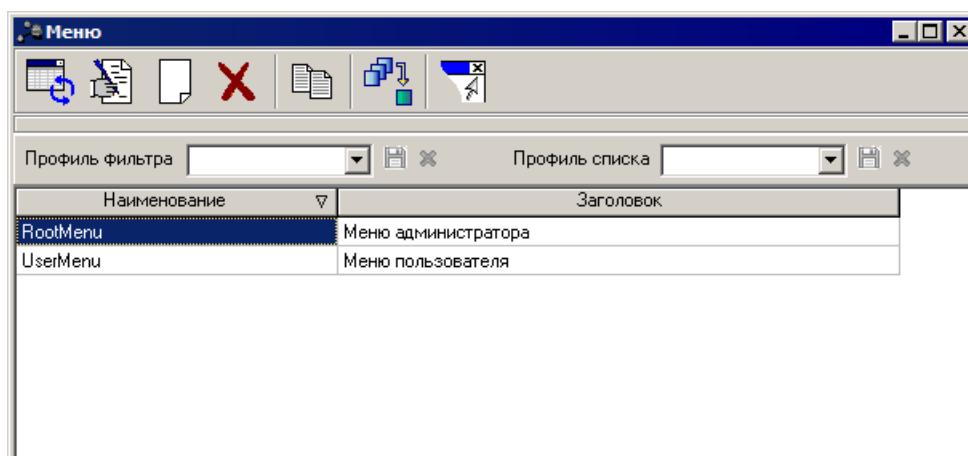 Меню
Профиль фильтра Профиль списка
Наименование Заголовок
RootMenu Меню администратора
UserMenu Меню пользователя